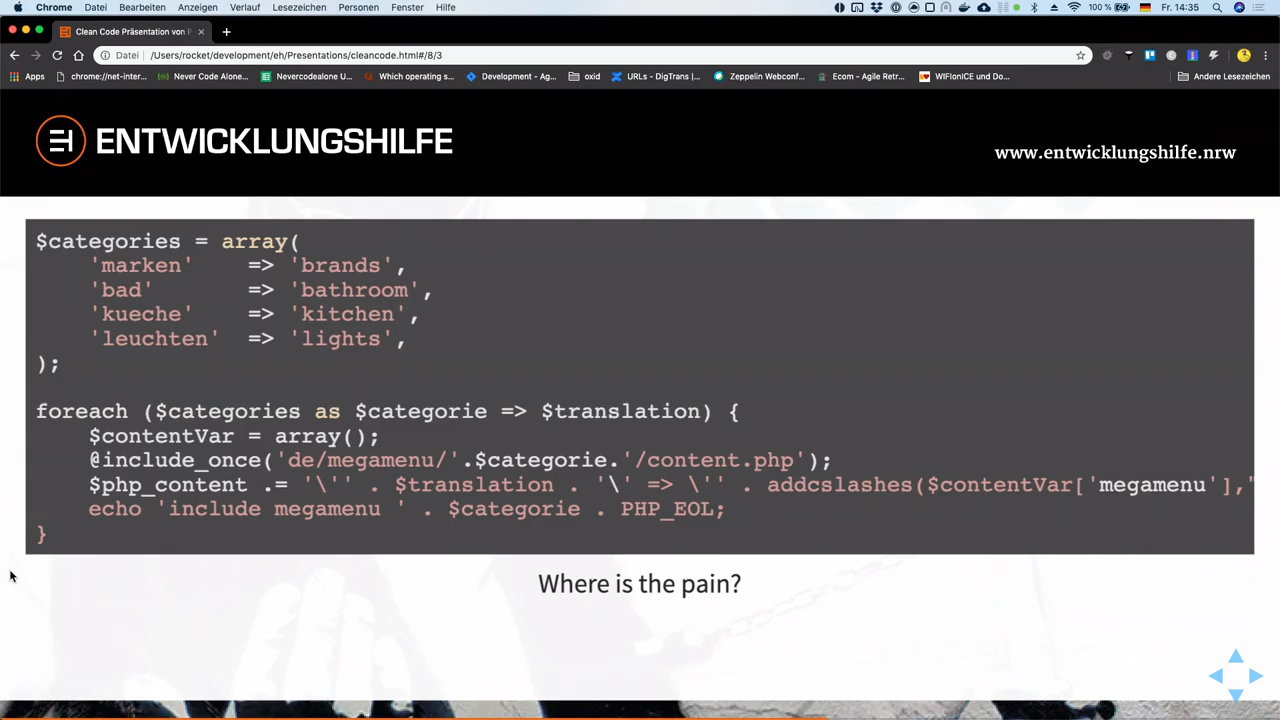 Chrome Datei Bearbeiten Anzeigen Verlauf Lesezeichen Personen Fenster Hilfe 100 % Fr. 14:35
Clean Code Präsentation von
Datei /Users/rocket/development/eh/Presentations/cleancode.html#/8/3
Apps chrome://net-inter... Never Code Alone... Nevercodealone U... Which operating s... Development - Ag... oxid URLs - DigTrans |... Zeppelin Webconf... Ecom - Agile Retr... WIFIonICE und Do... Andere Lesezeichen
ENTWICKLUNGSHILFE
www.entwicklungshilfe.nrw
$categories = array(
'marken' => 'brands',
'bad' => 'bathroom',
'kueche' => 'kitchen',
'leuchten' => 'lights',
);
foreach ($categories as $categorie => $translation) {
$contentVar = array();
@include_once('de/megamenu/'.$categorie.'/content.php');
$php_content .= '\'' . $translation . '\' => \'' . addcslashes($contentVar['megamenu'],"
echo 'include megamenu ' . $categorie . PHP_EOL;
}
Where is the pain?